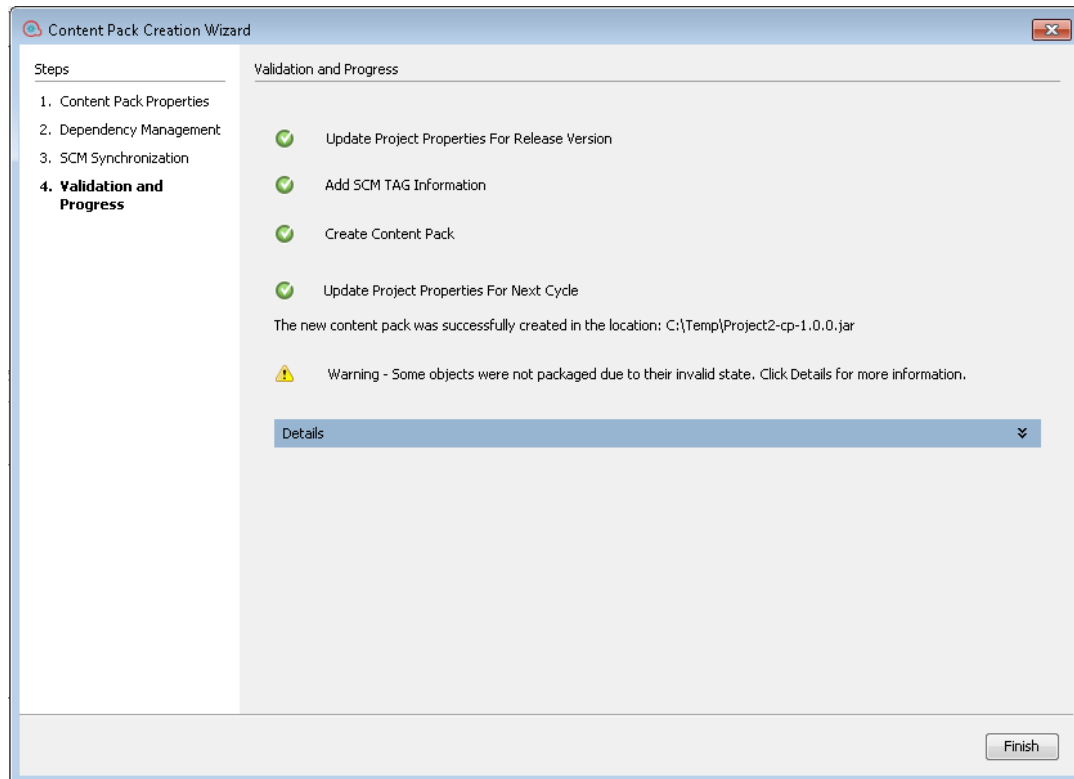 Content Pack Creation Wizard
Steps
1. Content Pack Properties
2. Dependency Management
3. SCM Synchronization
4. Validation and
Progress
Validation and Progress
Update Project Properties For Release Version
Add SCM TAG Information
Create Content Pack
Update Project Properties For Next Cycle
The new content pack was successfully created in the location: C:\Temp\Project2-cp-1.0.0.jar
Warning - Some objects were not packaged due to their invalid state. Click Details for more information.
Details
Finish